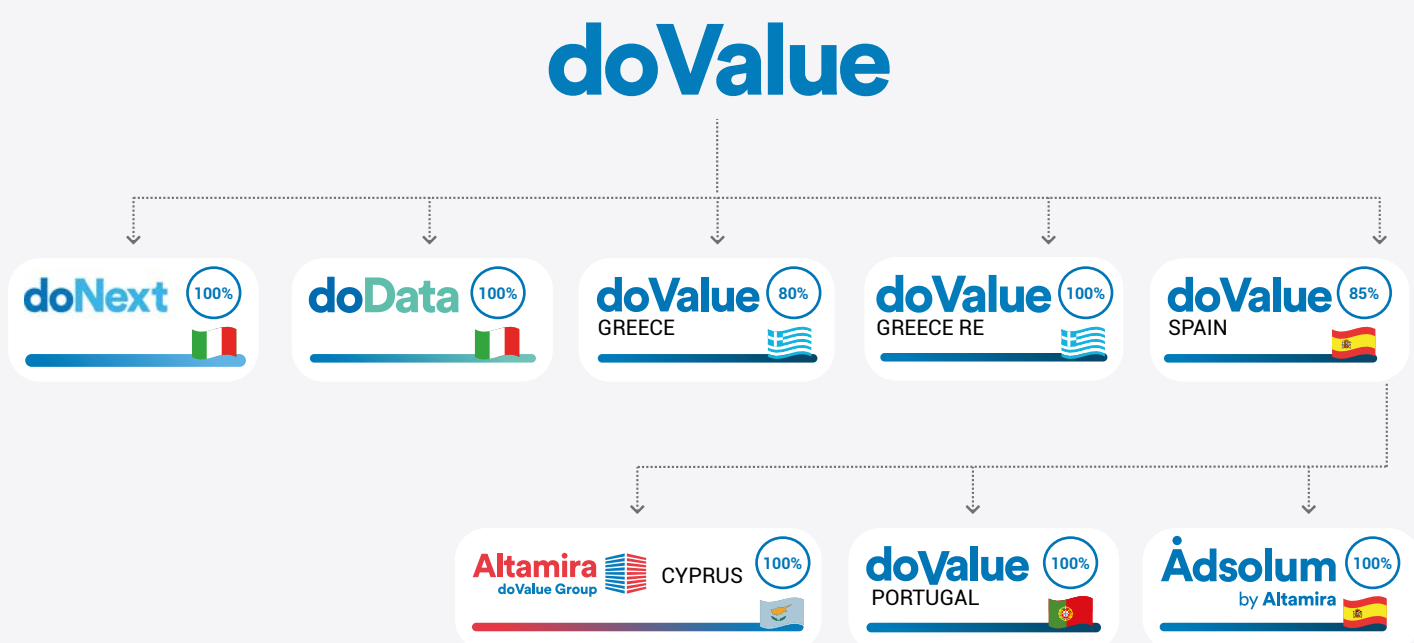 doValue
doNext 100%
doData 100%
doValue 80%
GREECE
doValue 100%
GREECE RE
doValue 85%
SPAIN
Altamira
doValue Group
CYPRUS
100%
doValue 100%
PORTUGAL
Àdsolum 100%
by Altamira